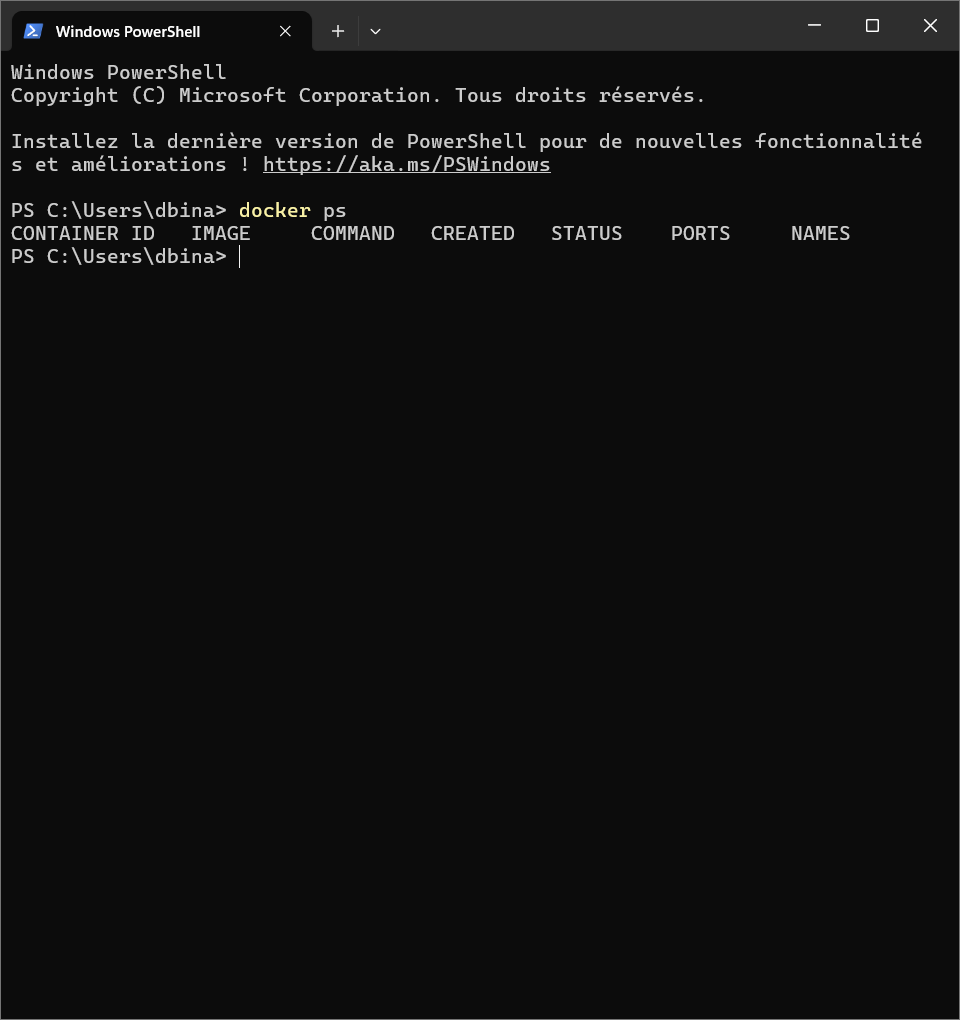 Windows PowerShell
Windows PowerShell
Copyright (C) Microsoft Corporation. Tous droits réservés.
Installez la dernière version de PowerShell pour de nouvelles fonctionnalité
s et améliorations ! https://aka.ms/PSWindows
PS C:\Users\dbina> docker ps
CONTAINER ID   IMAGE     COMMAND   CREATED   STATUS    PORTS     NAMES
PS C:\Users\dbina>